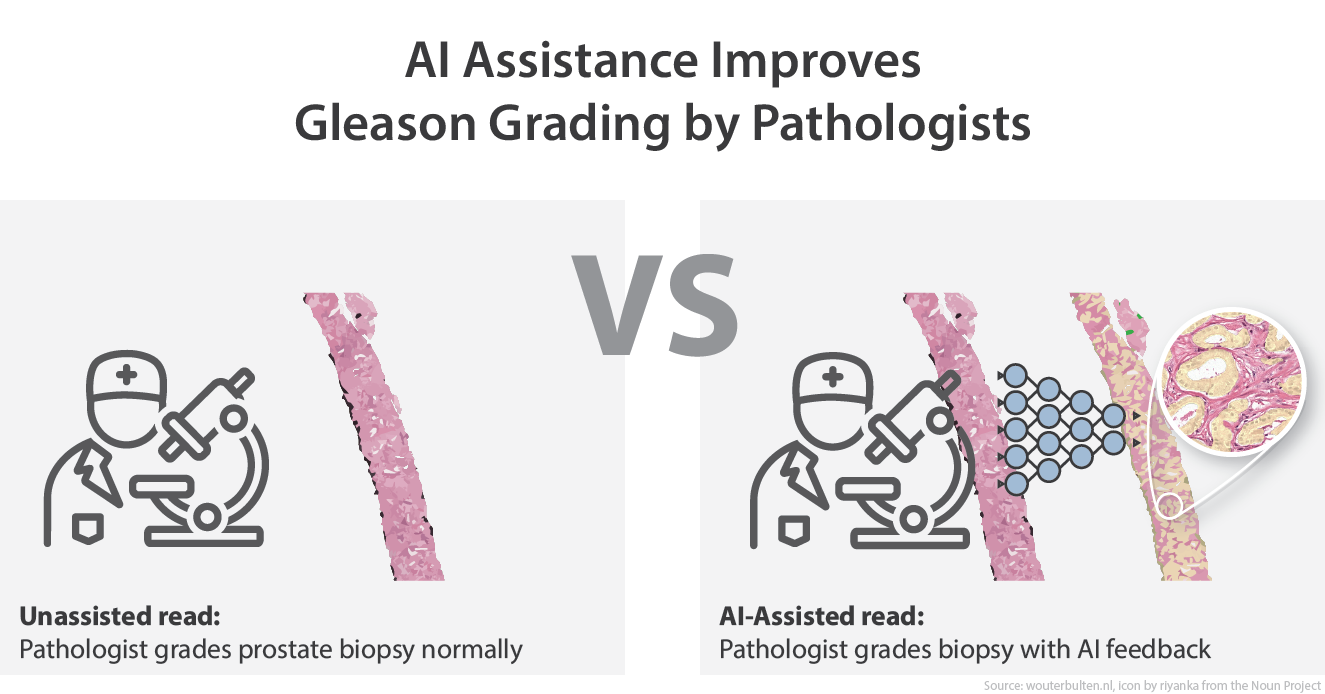 AI Assistance Improves
Gleason Grading by Pathologists
VS
Unassisted read:
Pathologist grades prostate biopsy normally
AI-Assisted read:
Pathologist grades biopsy with AI feedback
Source: wouterbulten.nl, icon by riyanka from the Noun Project